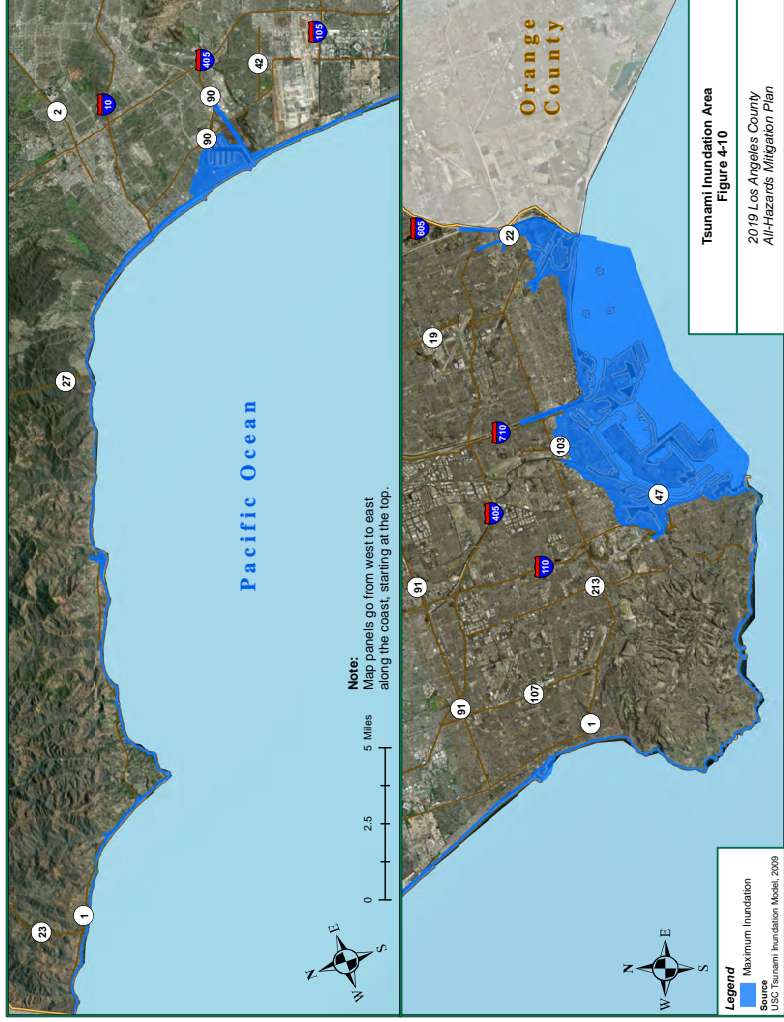 23
1
27
2
10
405
90
90
42
105
Pacific Ocean
Note:
Map panels go from west to east
along the coast, starting at the top.
0 2.5 5 Miles
N
E
S
W
91
91
107
1
110
213
405
47
103
710
19
605
22
Orange
County
N
E
S
W
Legend
Maximum Inundation
Source
USC Tsunami Inundation Model, 2009
Tsunami Inundation Area
Figure 4-10
2019 Los Angeles County
All-Hazards Mitigation Plan